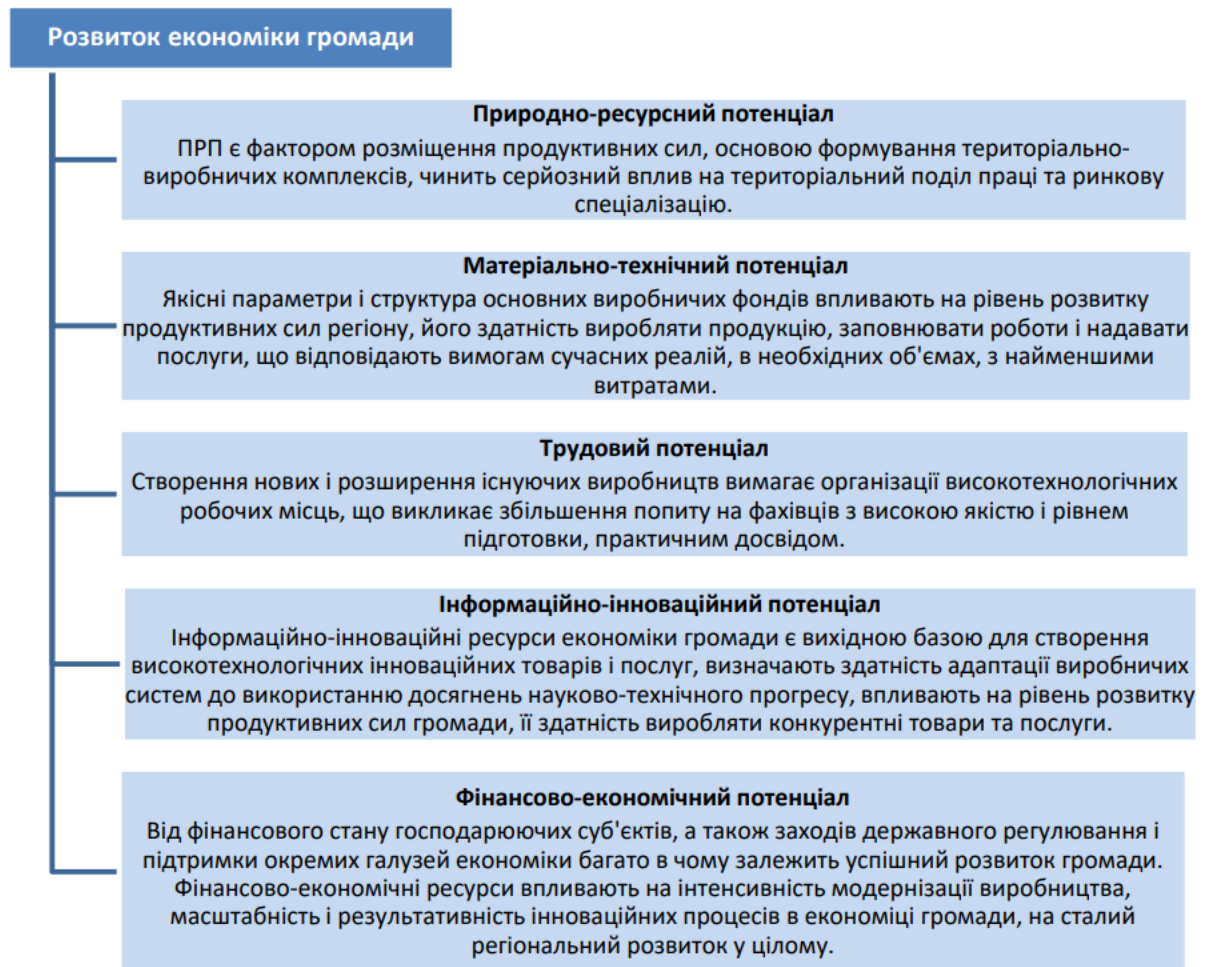 Розвиток економіки громади
Природно-ресурсний потенціал
ПРП є фактором розміщення продуктивних сил, основою формування територіально-
виробничих комплексів, чинить серйозний вплив на територіальний поділ праці та ринкову
спеціалізацію.
Матеріально-технічний потенціал
Якісні параметри і структура основних виробничих фондів впливають на рівень розвитку
продуктивних сил регіону, його здатність виробляти продукцію, заповнювати роботи і надавати
послуги, що відповідають вимогам сучасних реалій, в необхідних об'ємах, з найменшими
витратами.
Трудовий потенціал
Створення нових і розширення існуючих виробництв вимагає організації високотехнологічних
робочих місць, що викликає збільшення попиту на фахівців з високою якістю і рівнем
підготовки, практичним досвідом.
Інформаційно-інноваційний потенціал
Інформаційно-інноваційні ресурси економіки громади є вихідною базою для створення
високотехнологічних інноваційних товарів і послуг, визначають здатність адаптації виробничих
систем до використанню досягнень науково-технічного прогресу, впливають на рівень розвитку
продуктивних сил громади, її здатність виробляти конкурентні товари та послуги.
Фінансово-економічний потенціал
Від фінансового стану господарюючих суб'єктів, а також заходів державного регулювання і
підтримки окремих галузей економіки багато в чому залежить успішний розвиток громади.
Фінансово-економічні ресурси впливають на інтенсивність модернізації виробництва,
масштабність і результативність інноваційних процесів в економіці громади, на сталий
регіональний розвиток у цілому.